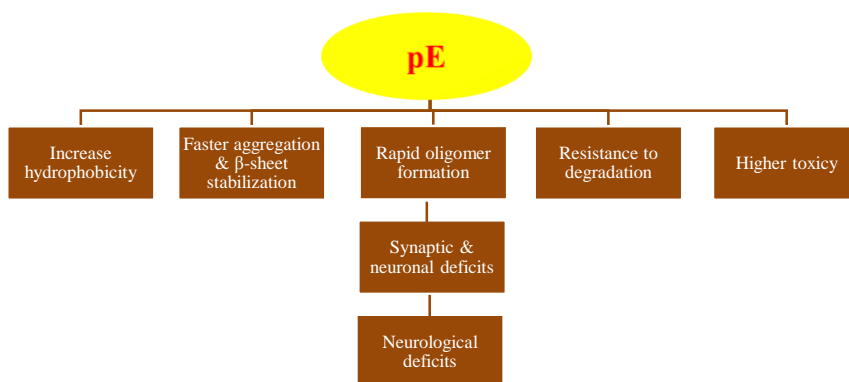 pE
Increase
hydrophobicity
Faster aggregation
& β-sheet
stabilization
Rapid oligomer
formation
Resistance to
degradation
Higher toxicy
Synaptic &
neuronal deficits
Neurological
deficits